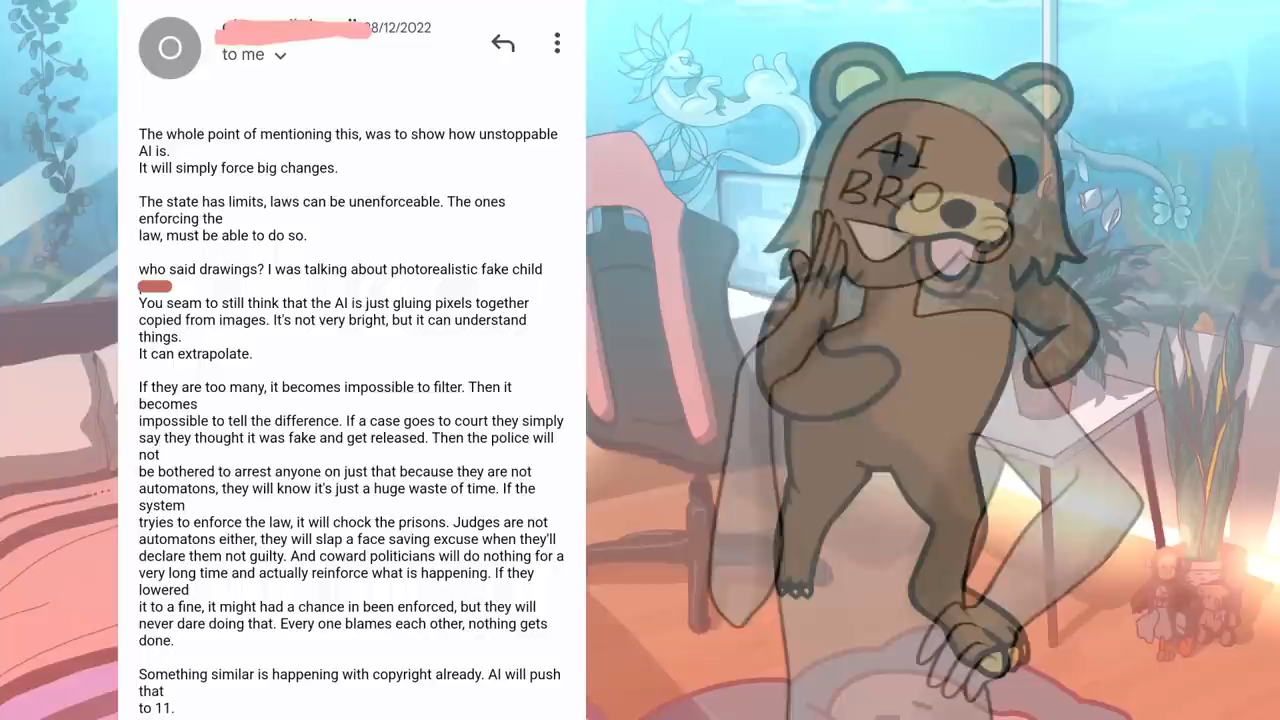 8/12/2022
O
to me
The whole point of mentioning this, was to show how unstoppable
AI is.
It will simply force big changes.
The state has limits, laws can be unenforceable. The ones
enforcing the
law, must be able to do so.
who said drawings? I was talking about photorealistic fake child
You seam to still think that the AI is just gluing pixels together
copied from images. It's not very bright, but it can understand
things.
It can extrapolate.
If they are too many, it becomes impossible to filter. Then it
becomes
impossible to tell the difference. If a case goes to court they simply
say they thought it was fake and get released. Then the police will
not
be bothered to arrest anyone on just that because they are not
automatons, they will know it's just a huge waste of time. If the
system
tryies to enforce the law, it will chock the prisons. Judges are not
automatons either, they will slap a face saving excuse when they'll
declare them not guilty. And coward politicians will do nothing for a
very long time and actually reinforce what is happening. If they
lowered
it to a fine, it might had a chance in been enforced, but they will
never dare doing that. Every one blames each other, nothing gets
done.
Something similar is happening with copyright already. AI will push
that
to 11.
AI
BRO